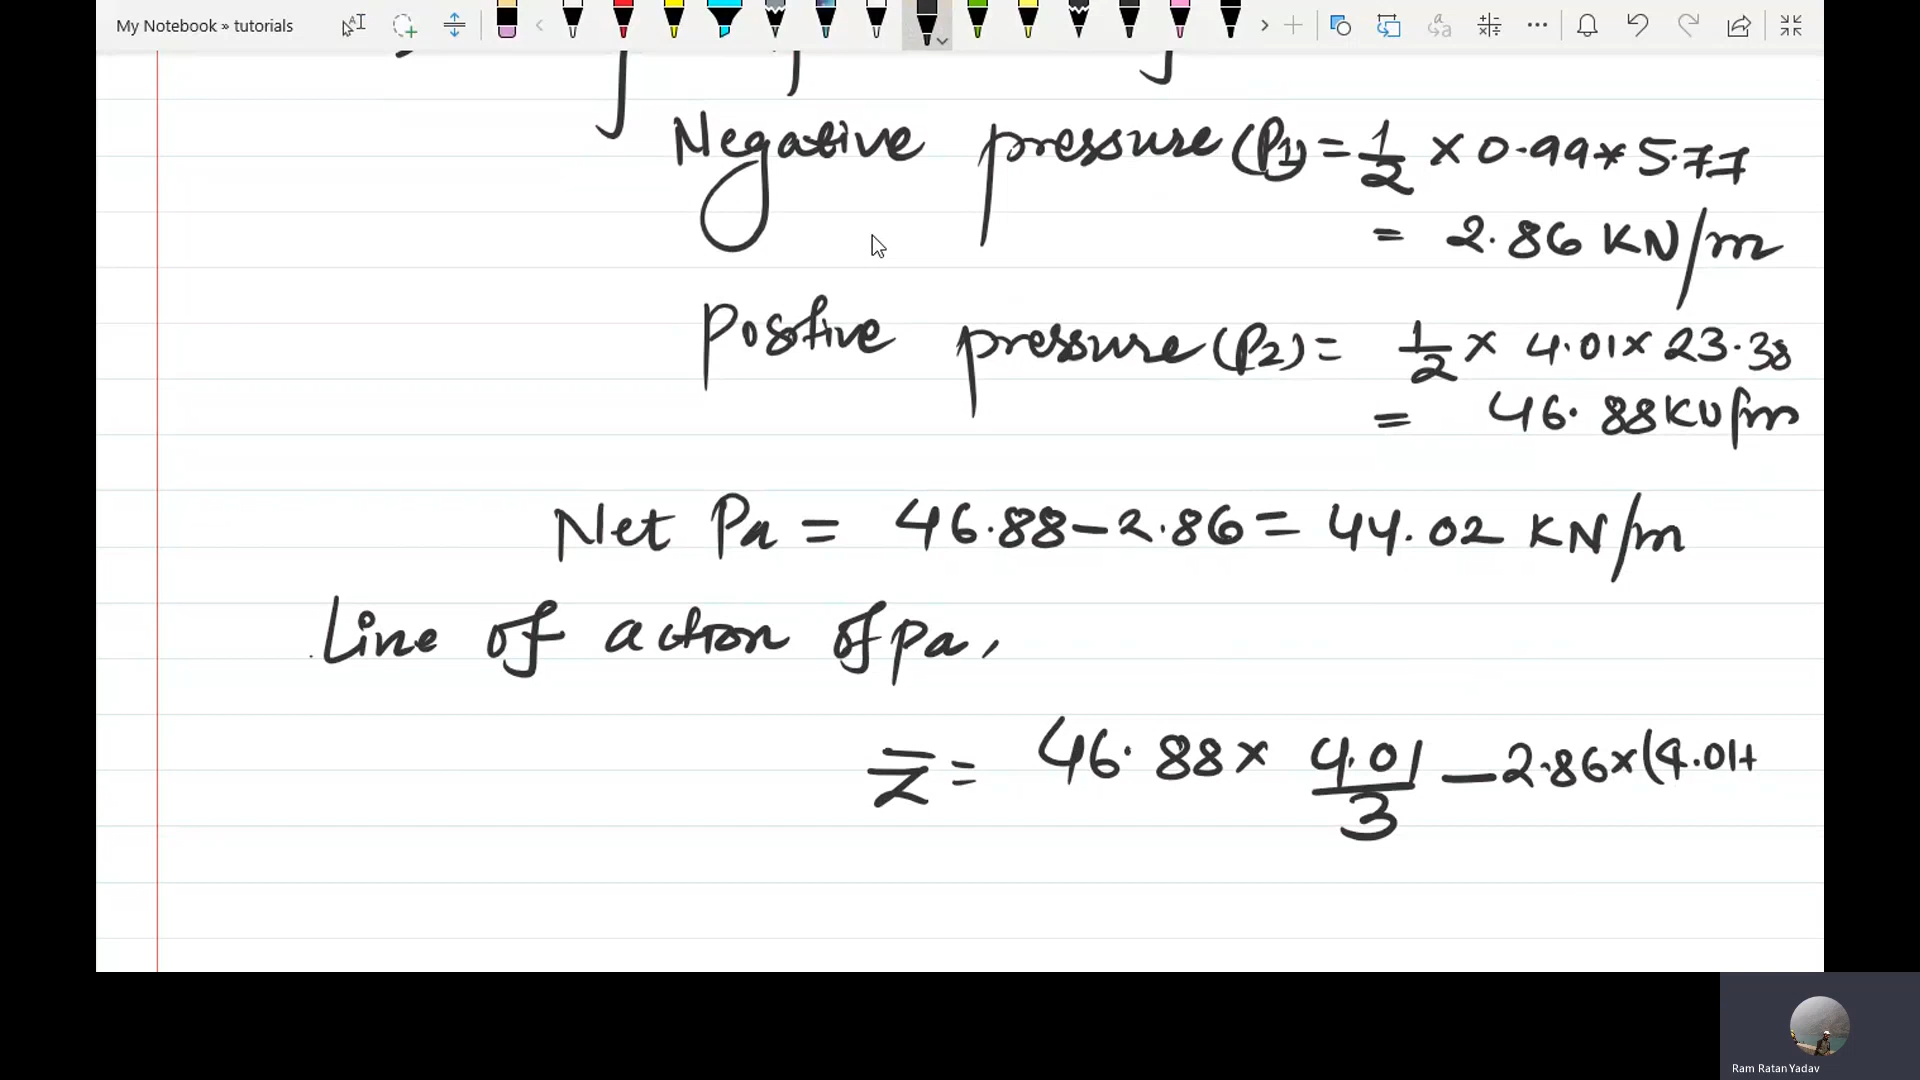 My Notebook » tutorials
Negative pressure (P1) = 1/2 × 0.99 * 5.77
= 2.86 KN/m
Positive pressure (P2) = 1/2 × 4.01 × 23.38
= 46.88 KN/m
Net Pa = 46.88 - 2.86 = 44.02 KN/m
Line of action of pa,
z̄ = 46.88 × 4.01/3 - 2.86 × (4.01+
Ram Ratan Yadav